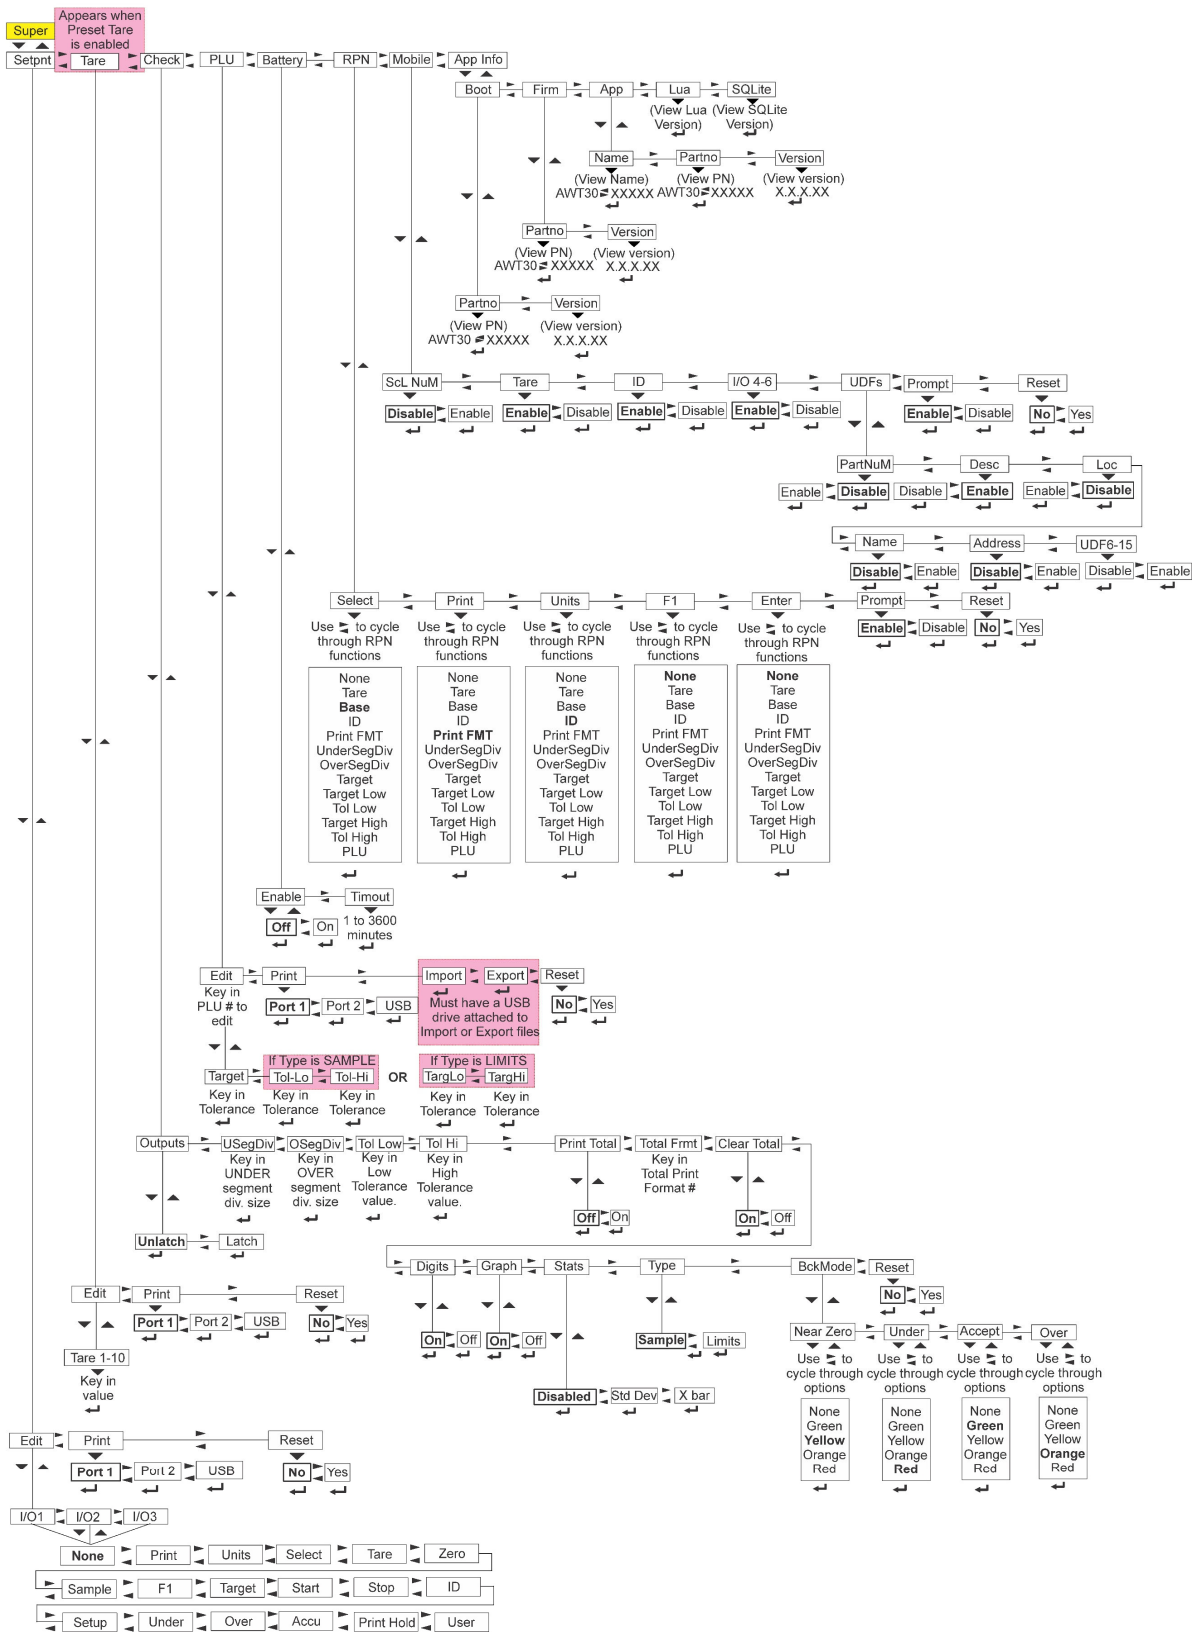 Appears when
Preset Tare
is enabled
Super
Setpnt Tare Check PLU Battery RPN Mobile App Info
Boot Firm App Lua SQLite
(View Lua
Version)
(View SQLite
Version)
Name Partno Version
(View Name)
AWT30 XXXXX
(View PN)
AWT30 XXXXX
(View version)
X.X.X.XX
Partno Version
(View PN)
AWT30 XXXXX
(View version)
X.X.X.XX
Partno Version
(View PN)
AWT30 XXXXX
(View version)
X.X.X.XX
ScL NuM Tare ID I/O 4-6 UDFs Prompt Reset
Disable Enable Enable Disable Enable Disable Enable Disable Enable Disable No Yes
PartNuM Desc Loc
Enable Disable Disable Enable Enable Disable
Name Address UDF6-15
Disable Enable Disable Enable Disable Enable
Select Print Units F1 Enter Prompt Reset
Enable Disable No Yes
Use to cycle
through RPN
functions
None
Tare
Base
ID
Print FMT
UnderSegDiv
OverSegDiv
Target
Target Low
Tol Low
Target High
Tol High
PLU
Use to cycle
through RPN
functions
None
Tare
Base
ID
Print FMT
UnderSegDiv
OverSegDiv
Target
Target Low
Tol Low
Target High
Tol High
PLU
Use to cycle
through RPN
functions
None
Tare
Base
ID
Print FMT
UnderSegDiv
OverSegDiv
Target
Target Low
Tol Low
Target High
Tol High
PLU
Use to cycle
through RPN
functions
None
Tare
Base
ID
Print FMT
UnderSegDiv
OverSegDiv
Target
Target Low
Tol Low
Target High
Tol High
PLU
Use to cycle
through RPN
functions
None
Tare
Base
ID
Print FMT
UnderSegDiv
OverSegDiv
Target
Target Low
Tol Low
Target High
Tol High
PLU
Enable Timout
Off On
1 to 3600
minutes
Edit Print Import Export Reset
Key in
PLU # to
edit
Port 1 Port 2 USB
Must have a USB
drive attached to
Import or Export files
No Yes
If Type is SAMPLE
If Type is LIMITS
Target Tol-Lo Tol-Hi OR TargLo TargHi
Key in
Tolerance
Key in
Tolerance
Key in
Tolerance
Key in
Tolerance
Key in
Tolerance
Outputs USegDiv OSegDiv Tol Low Tol Hi Print Total Total Frmt Clear Total
Key in
UNDER
segment
div. size
Key in
OVER
segment
div. size
Key in
Low
Tolerance
value.
Key in
High
Tolerance
value.
Key in
Total Print
Format #
Off On
On Off
Unlatch Latch
Digits Graph Stats Type BckMode Reset
No Yes
On Off On Off Sample Limits
Disabled Std Dev X bar
Near Zero Under Accept Over
Use to
cycle through
options
None
Green
Yellow
Orange
Red
Use to
cycle through
options
None
Green
Yellow
Orange
Red
Use to
cycle through
options
None
Green
Yellow
Orange
Red
Use to
cycle through
options
None
Green
Yellow
Orange
Red
Edit Print Reset
Port 1 Port 2 USB No Yes
Tare 1-10
Key in
value
Edit Print Reset
Port 1 Port 2 USB No Yes
I/O1 I/O2 I/O3
None Print Units Select Tare Zero
Sample F1 Target Start Stop ID
Setup Under Over Accu Print Hold User